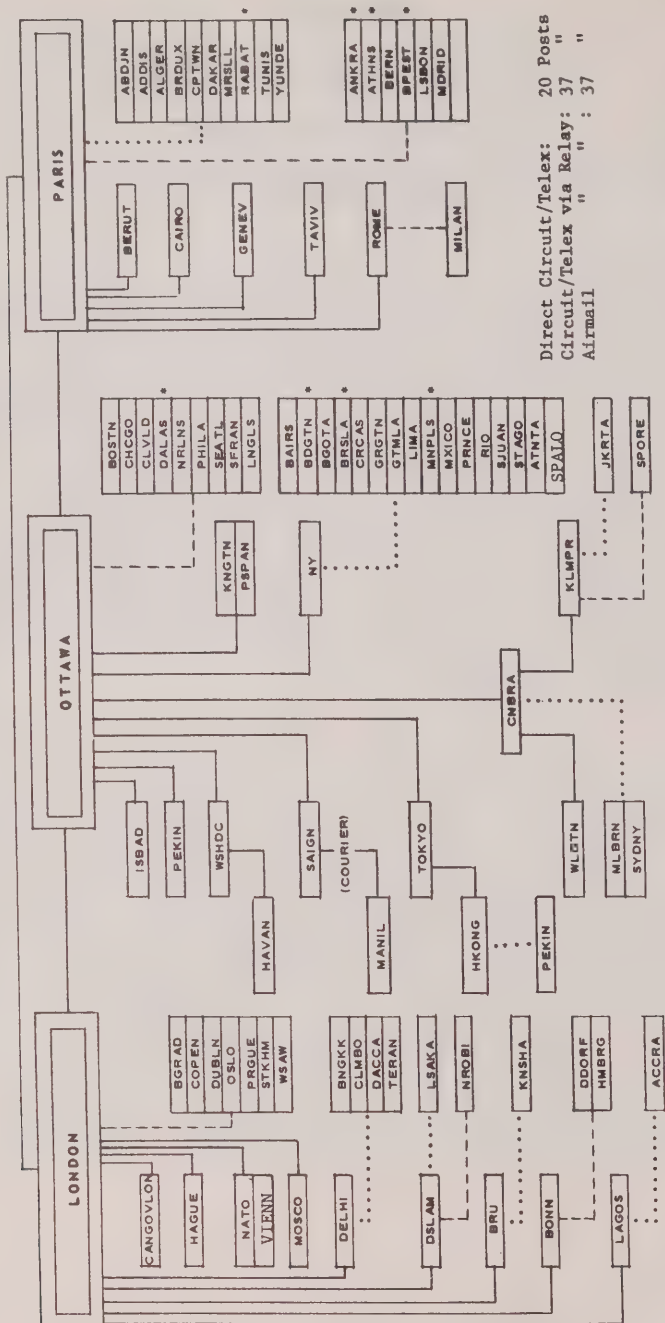 LONDON
CANGOVLON
HAGUE
NATO
VIENN
MOSCO
BGRAD
COPEN
DUBLN
OSLO
PRGUE
STKHM
WSAW
DELHI
BNGKK
CLMBO
DACCA
TERAN
DSLAM
LSAKA
NROBI
BRU
KNSHA
BONN
DDORF
HMBRG
LAGOS
ACCRA
OTTAWA
ISBAD
PEKIN
WSHDC
HAVAN
SAIGN
(COURIER)
MANIL
TOKYO
HKONG
PEKIN
KNGTN
PSPAN
BOSTN
CHCGO
CLVLD
DALAS *
NRLNS
PHILA
SEATL
SFRAN
LNGLS
NY
BAIRS
BDGTN *
BGOTA
BRSLA *
CRCAS
GRGTN
GTMLA
LIMA
MNPLS *
MXICO
PRNCE
RIO
SJUAN
STAGO
ATNTA
SPALO
CNBRA
WLGTN
KLMPR
MLBRN
SYDNY
JKRTA
SPORE
PARIS
BERUT
CAIRO
GENEV
TAVIV
ROME
MILAN
ABDJN
ADDIS
ALGER
BRDUX
CPTWN
DAKAR
MRSLL
RABAT *
TUNIS
YUNDE
ANKRA *
ATHNS *
BERN
BPEST *
LSBON
MDRID
Direct Circuit/Telex: 20 Posts
Circuit/Telex via Relay: 37 "
Airmail " " : 37 "